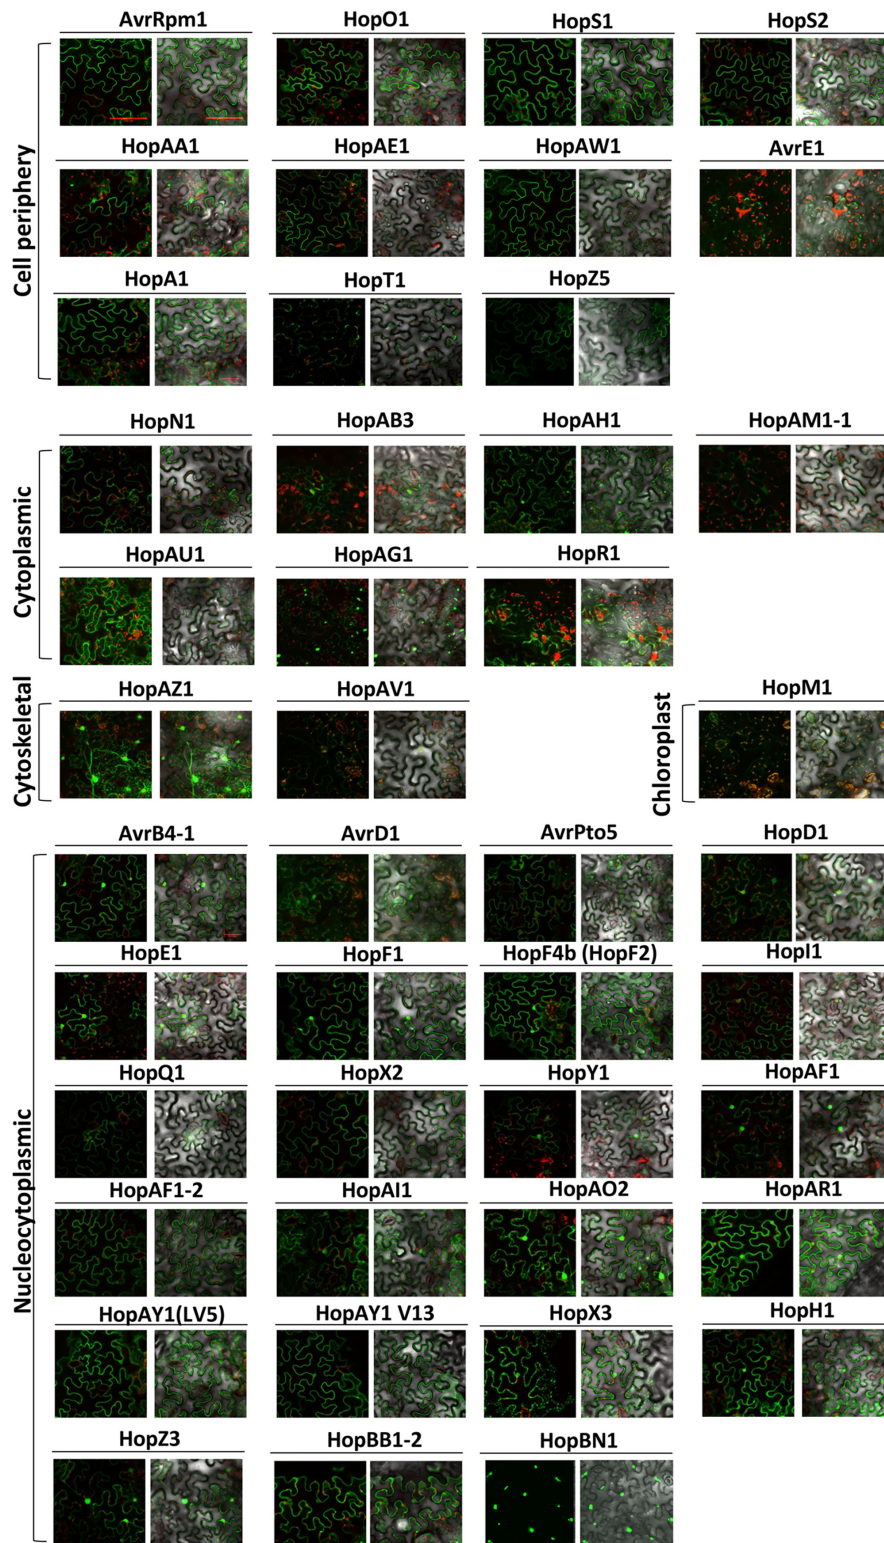 AvrRpm1 HopO1 HopS1 HopS2
HopAA1 HopAE1 HopAW1 AvrE1
HopA1 HopT1 HopZ5
Cell periphery
HopN1 HopAB3 HopAH1 HopAM1-1
HopAU1 HopAG1 HopR1
Cytoplasmic
HopAZ1 HopAV1 HopM1
Cytoskeletal
Chloroplast
AvrB4-1 AvrD1 AvrPto5 HopD1
HopE1 HopF1 HopF4b (HopF2) HopI1
HopQ1 HopX2 HopY1 HopAF1
HopAF1-2 HopAI1 HopAO2 HopAR1
HopAY1(LV5) HopAY1 V13 HopX3 HopH1
HopZ3 HopBB1-2 HopBN1
Nucleocytoplasmic